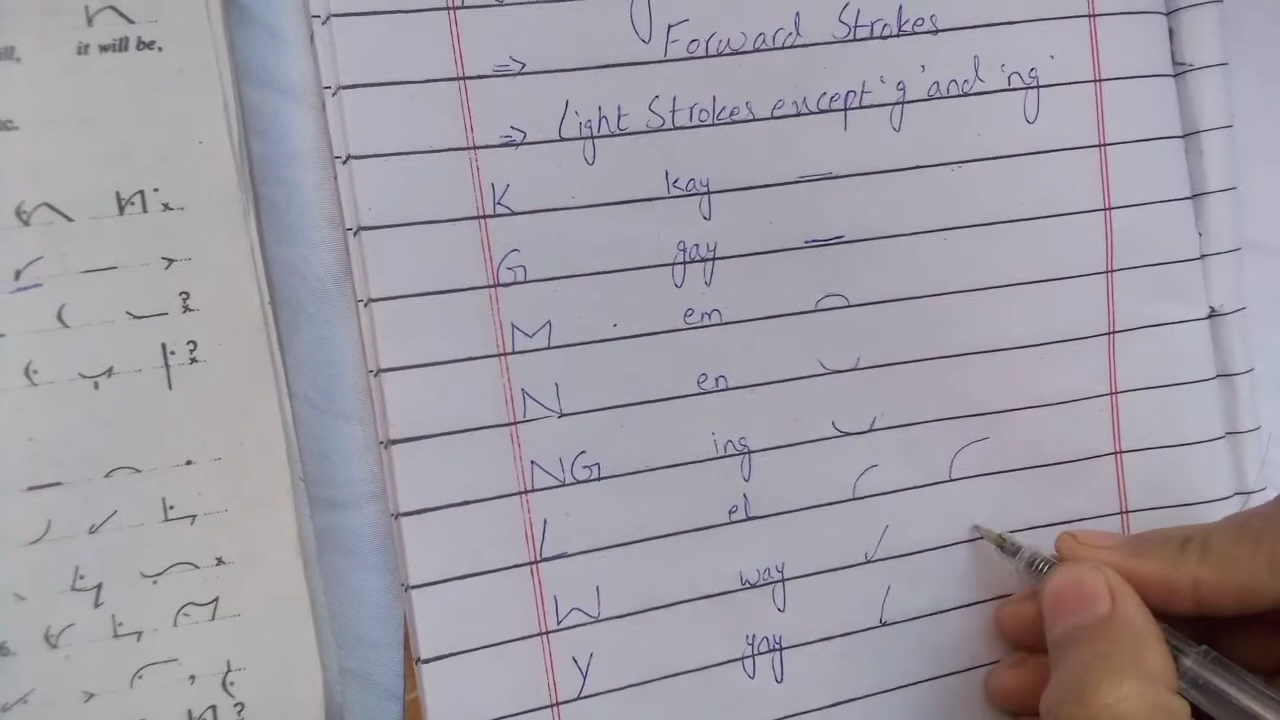 it will be,
Forward Strokes
⇒
⇒ Light Strokes except 'g' and 'ng'
K kay
G gay
M em
N en
NG ing
L el
W way
Y yay
6.